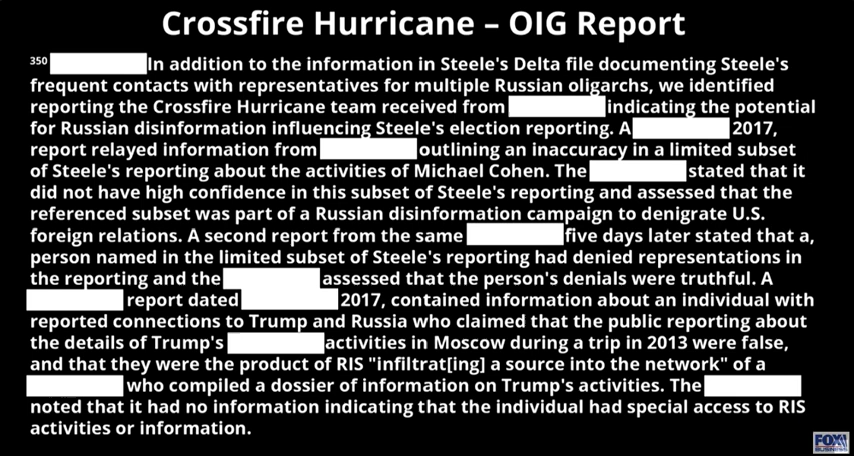 Crossfire Hurricane – OIG Report
350 In addition to the information in Steele's Delta file documenting Steele's
frequent contacts with representatives for multiple Russian oligarchs, we identified
reporting the Crossfire Hurricane team received from indicating the potential
for Russian disinformation influencing Steele's election reporting. A 2017,
report relayed information from outlining an inaccuracy in a limited subset
of Steele's reporting about the activities of Michael Cohen. The stated that it
did not have high confidence in this subset of Steele's reporting and assessed that the
referenced subset was part of a Russian disinformation campaign to denigrate U.S.
foreign relations. A second report from the same five days later stated that a,
person named in the limited subset of Steele's reporting had denied representations in
the reporting and the assessed that the person's denials were truthful. A
report dated 2017, contained information about an individual with
reported connections to Trump and Russia who claimed that the public reporting about
the details of Trump's activities in Moscow during a trip in 2013 were false,
and that they were the product of RIS "infiltrat[ing] a source into the network" of a
who compiled a dossier of information on Trump's activities. The
noted that it had no information indicating that the individual had special access to RIS
activities or information.
FOX
BUSINESS